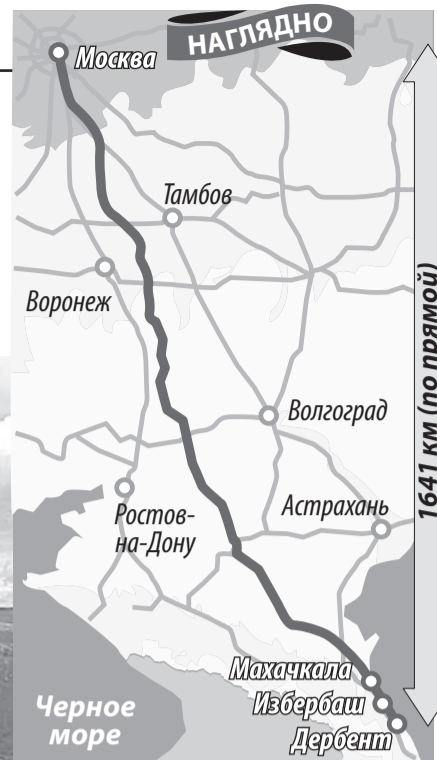 НАГЛЯДНО
Москва
Тамбов
Воронеж
Волгоград
Ростов-
на-Дону
Астрахань
1641 км (по прямой)
Махачкала
Избербаш
Дербент
Черное
море